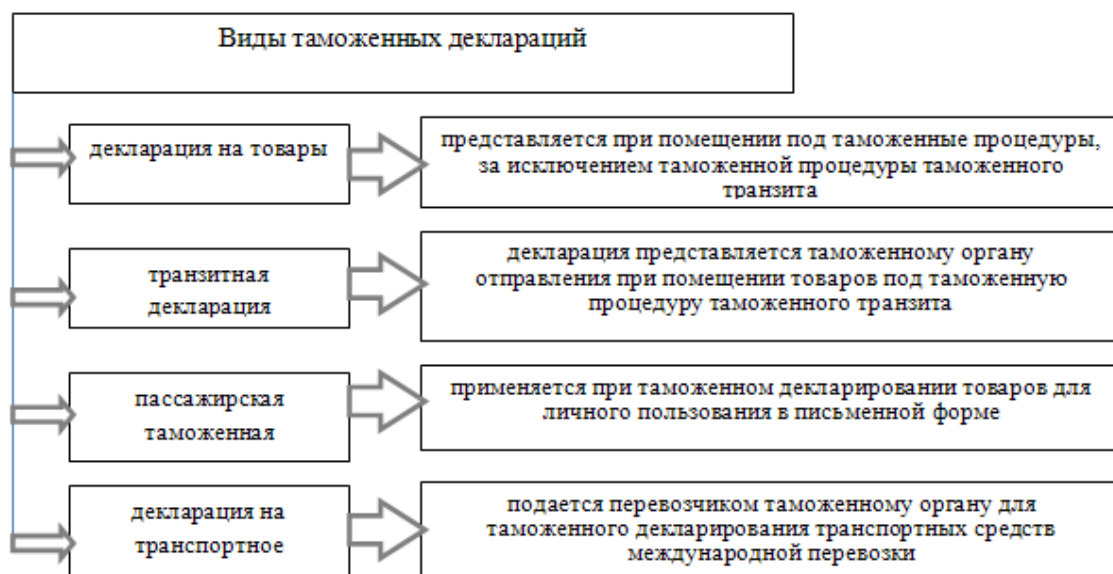 Виды таможенных деклараций
декларация на товары
представляется при помещении под таможенные процедуры,
за исключением таможенной процедуры таможенного
транзита
транзитная
декларация
декларация представляется таможенному органу
отправления при помещении товаров под таможенную
процедуру таможенного транзита
пассажирская
таможенная
применяется при таможенном декларировании товаров для
личного пользования в письменной форме
декларация на
транспортное
подается перевозчиком таможенному органу для
таможенного декларирования транспортных средств
международной перевозки